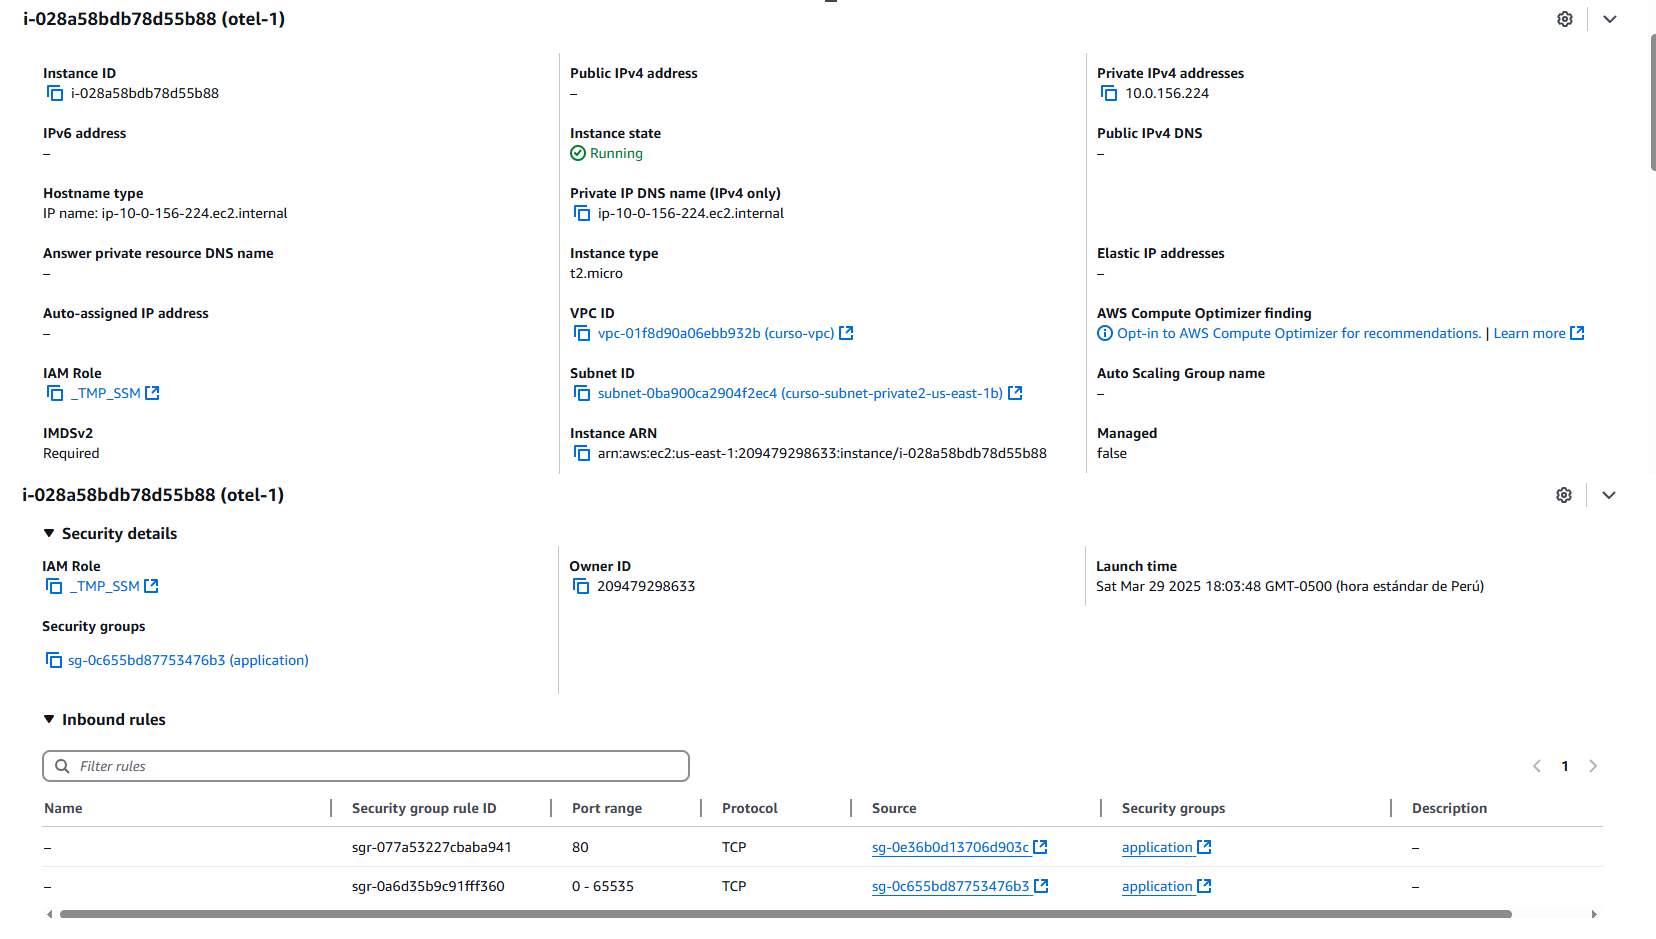 i-028a58bdb78d55b88 (otel-1)
Instance ID
i-028a58bdb78d55b88
Public IPv4 address
–
Private IPv4 addresses
10.0.156.224
IPv6 address
–
Instance state
Running
Public IPv4 DNS
–
Hostname type
IP name: ip-10-0-156-224.ec2.internal
Private IP DNS name (IPv4 only)
ip-10-0-156-224.ec2.internal
Answer private resource DNS name
–
Instance type
t2.micro
Elastic IP addresses
–
Auto-assigned IP address
–
VPC ID
vpc-01f8d90a06ebb932b (curso-vpc)
AWS Compute Optimizer finding
Opt-in to AWS Compute Optimizer for recommendations. | Learn more
IAM Role
_TMP_SSM
Subnet ID
subnet-0ba900ca2904f2ec4 (curso-subnet-private2-us-east-1b)
Auto Scaling Group name
–
IMDSv2
Required
Instance ARN
arn:aws:ec2:us-east-1:209479298633:instance/i-028a58bdb78d55b88
Managed
false
i-028a58bdb78d55b88 (otel-1)
Security details
IAM Role
_TMP_SSM
Owner ID
209479298633
Launch time
Sat Mar 29 2025 18:03:48 GMT-0500 (hora estándar de Perú)
Security groups
sg-0c655bd87753476b3 (application)
Inbound rules
Filter rules
1
Name Security group rule ID Port range Protocol Source Security groups Description
– sgr-077a53227cbaba941 80 TCP sg-0e36b0d13706d903c application –
– sgr-0a6d35b9c91fff360 0 - 65535 TCP sg-0c655bd87753476b3 application –